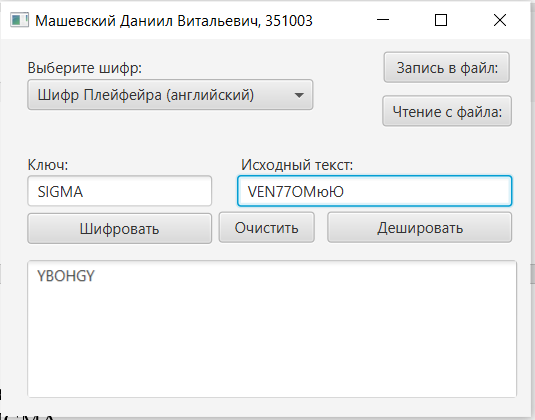 Машевский Даниил Витальевич, 351003
Выберите шифр:
Запись в файл:
Шифр Плейфейра (английский)
Чтение с файла:
Ключ:
Исходный текст:
SIGMA
VEN77OMюЮ
Шифровать
Очистить
Дешировать
YBOHGY